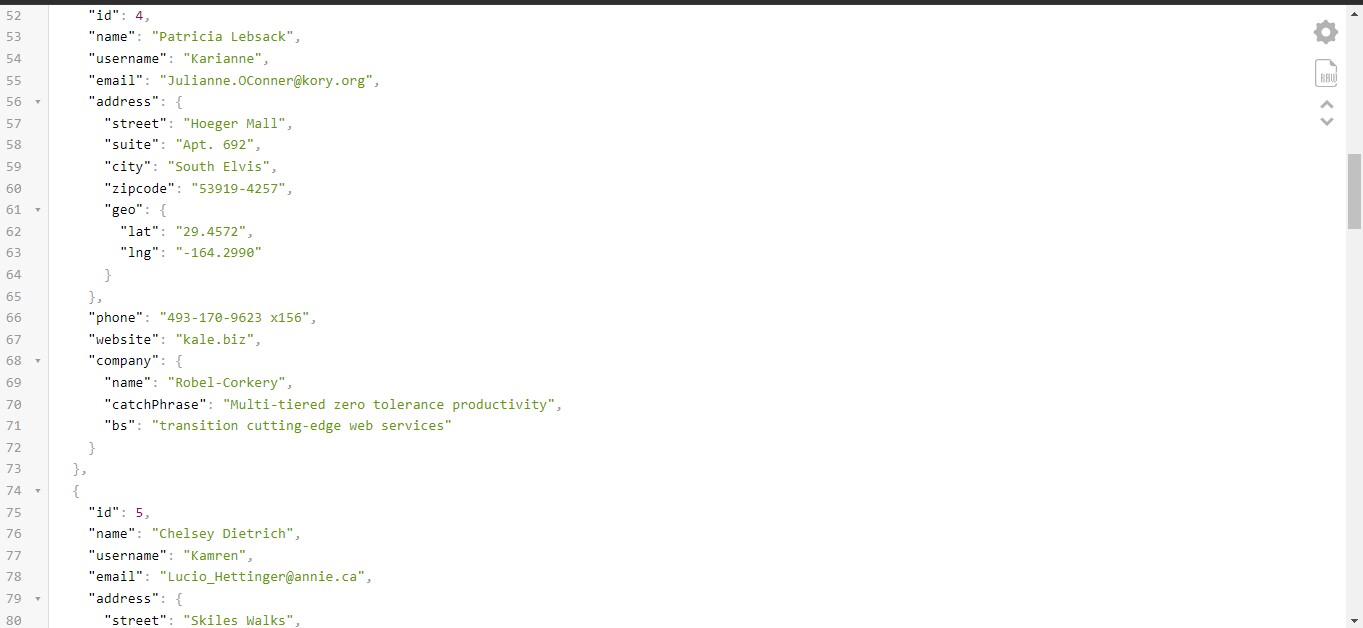 52 "id": 4,
53 "name": "Patricia Lebsack",
54 "username": "Karianne",
55 "email": "Julianne.OConner@kory.org",
56 "address": {
57 "street": "Hoeger Mall",
58 "suite": "Apt. 692",
59 "city": "South Elvis",
60 "zipcode": "53919-4257",
61 "geo": {
62 "lat": "29.4572",
63 "lng": "-164.2990"
64 }
65 },
66 "phone": "493-170-9623 x156",
67 "website": "kale.biz",
68 "company": {
69 "name": "Robel-Corkery",
70 "catchPhrase": "Multi-tiered zero tolerance productivity",
71 "bs": "transition cutting-edge web services"
72 }
73 },
74 {
75 "id": 5,
76 "name": "Chelsey Dietrich",
77 "username": "Kamren",
78 "email": "Lucio_Hettinger@annie.ca",
79 "address": {
80 "street": "Skiles Walks",
RAW